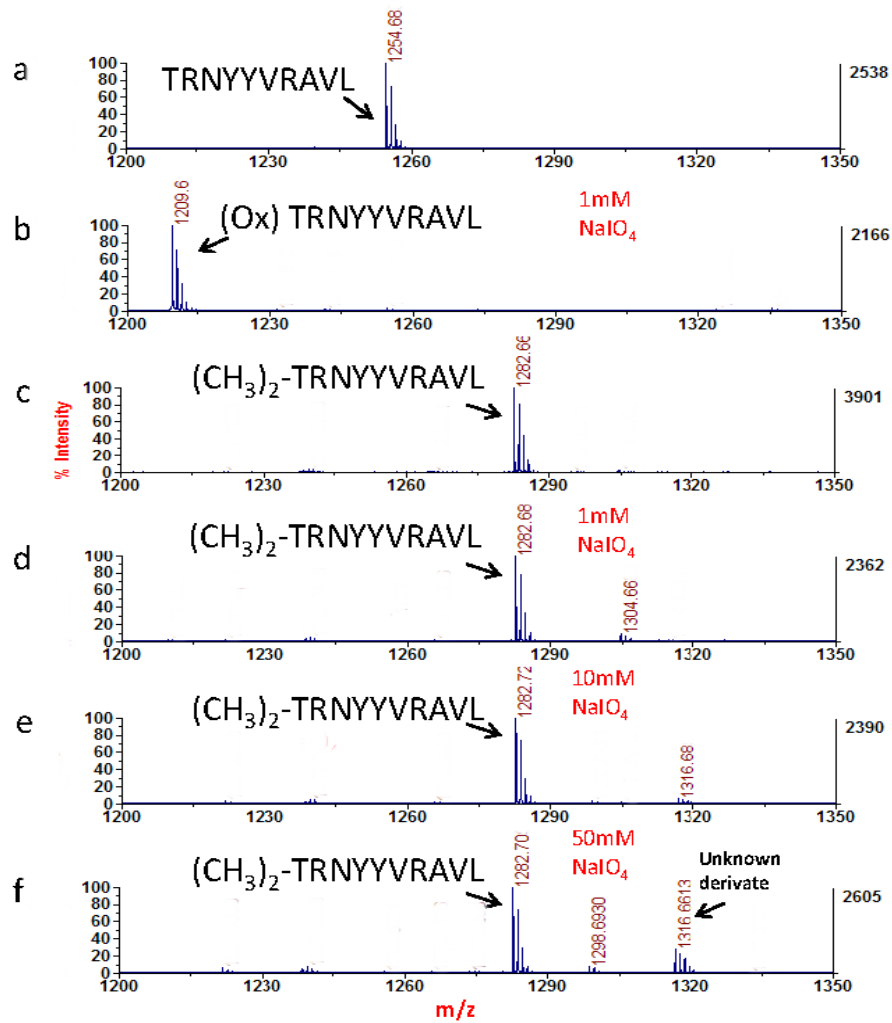 1254.68
a
TRNYYVRAVL
100
80
60
40
20
0
2538
1200 1230 1260 1290 1320 1350
1209.6
b
(Ox) TRNYYVRAVL
1mM
NaIO4
100
80
60
40
20
0
2166
1200 1230 1260 1290 1320 1350
1282.66
c
(CH3)2-TRNYYVRAVL
100
80
60
40
20
0
3901
% Intensity
1200 1230 1260 1290 1320 1350
1282.68
d
(CH3)2-TRNYYVRAVL
1mM
NaIO4
1304.66
100
80
60
40
20
0
2362
1200 1230 1260 1290 1320 1350
1282.72
e
(CH3)2-TRNYYVRAVL
10mM
NaIO4
1316.68
100
80
60
40
20
0
2390
1200 1230 1260 1290 1320 1350
1282.70
f
(CH3)2-TRNYYVRAVL
50mM
NaIO4
1298.6930
Unknown
derivate
1316.6613
100
80
60
40
20
0
2605
1200 1230 1260 1290 1320 1350
m/z